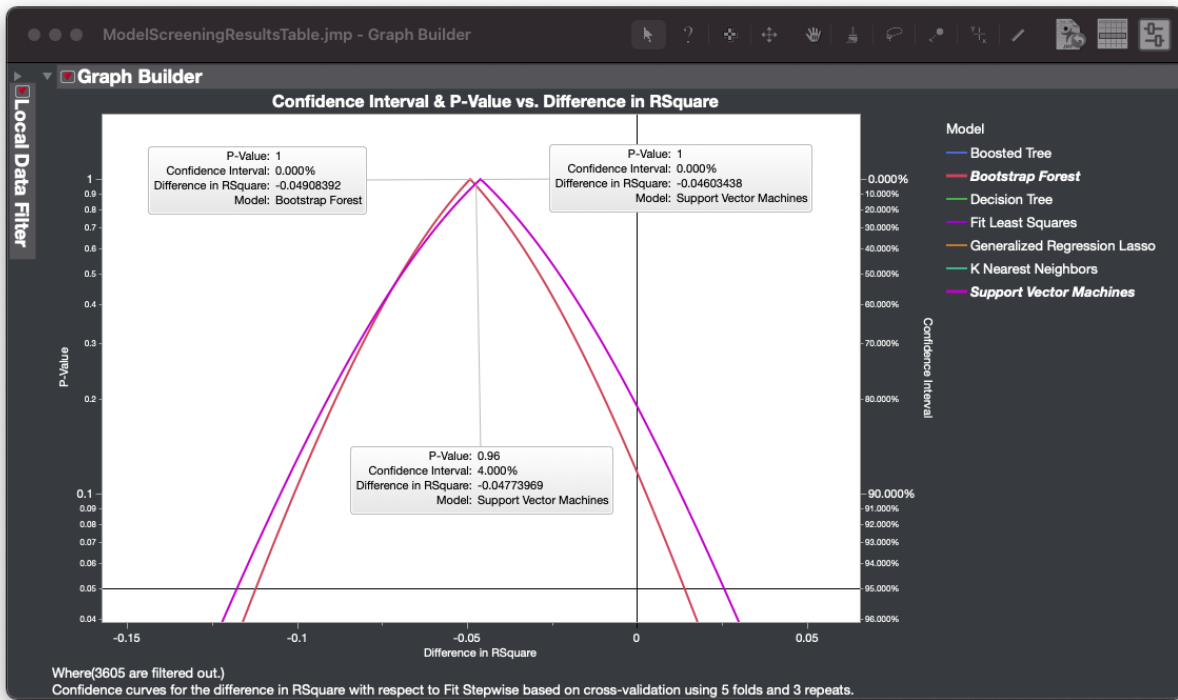 ModelScreeningResultsTable.jmp - Graph Builder
?
Graph Builder
Local Data Filter
Confidence Interval & P-Value vs. Difference in RSquare
P-Value: 1
Confidence Interval: 0.000%
Difference in RSquare: -0.04908392
Model: Bootstrap Forest
P-Value: 1
Confidence Interval: 0.000%
Difference in RSquare: -0.04603438
Model: Support Vector Machines
P-Value: 0.96
Confidence Interval: 4.000%
Difference in RSquare: -0.04773969
Model: Support Vector Machines
P-Value
1
0.9
0.8
0.7
0.6
0.5
0.4
0.3
0.2
0.1
0.09
0.08
0.07
0.06
0.05
0.04
0.000%
10.000%
20.000%
30.000%
40.000%
50.000%
60.000%
70.000%
80.000%
90.000%
91.000%
92.000%
93.000%
94.000%
95.000%
96.000%
Confidence Interval
-0.15
-0.1
-0.05
0
0.05
Difference in RSquare
Model
Boosted Tree
Bootstrap Forest
Decision Tree
Fit Least Squares
Generalized Regression Lasso
K Nearest Neighbors
Support Vector Machines
Where(3605 are filtered out.)
Confidence curves for the difference in RSquare with respect to Fit Stepwise based on cross-validation using 5 folds and 3 repeats.